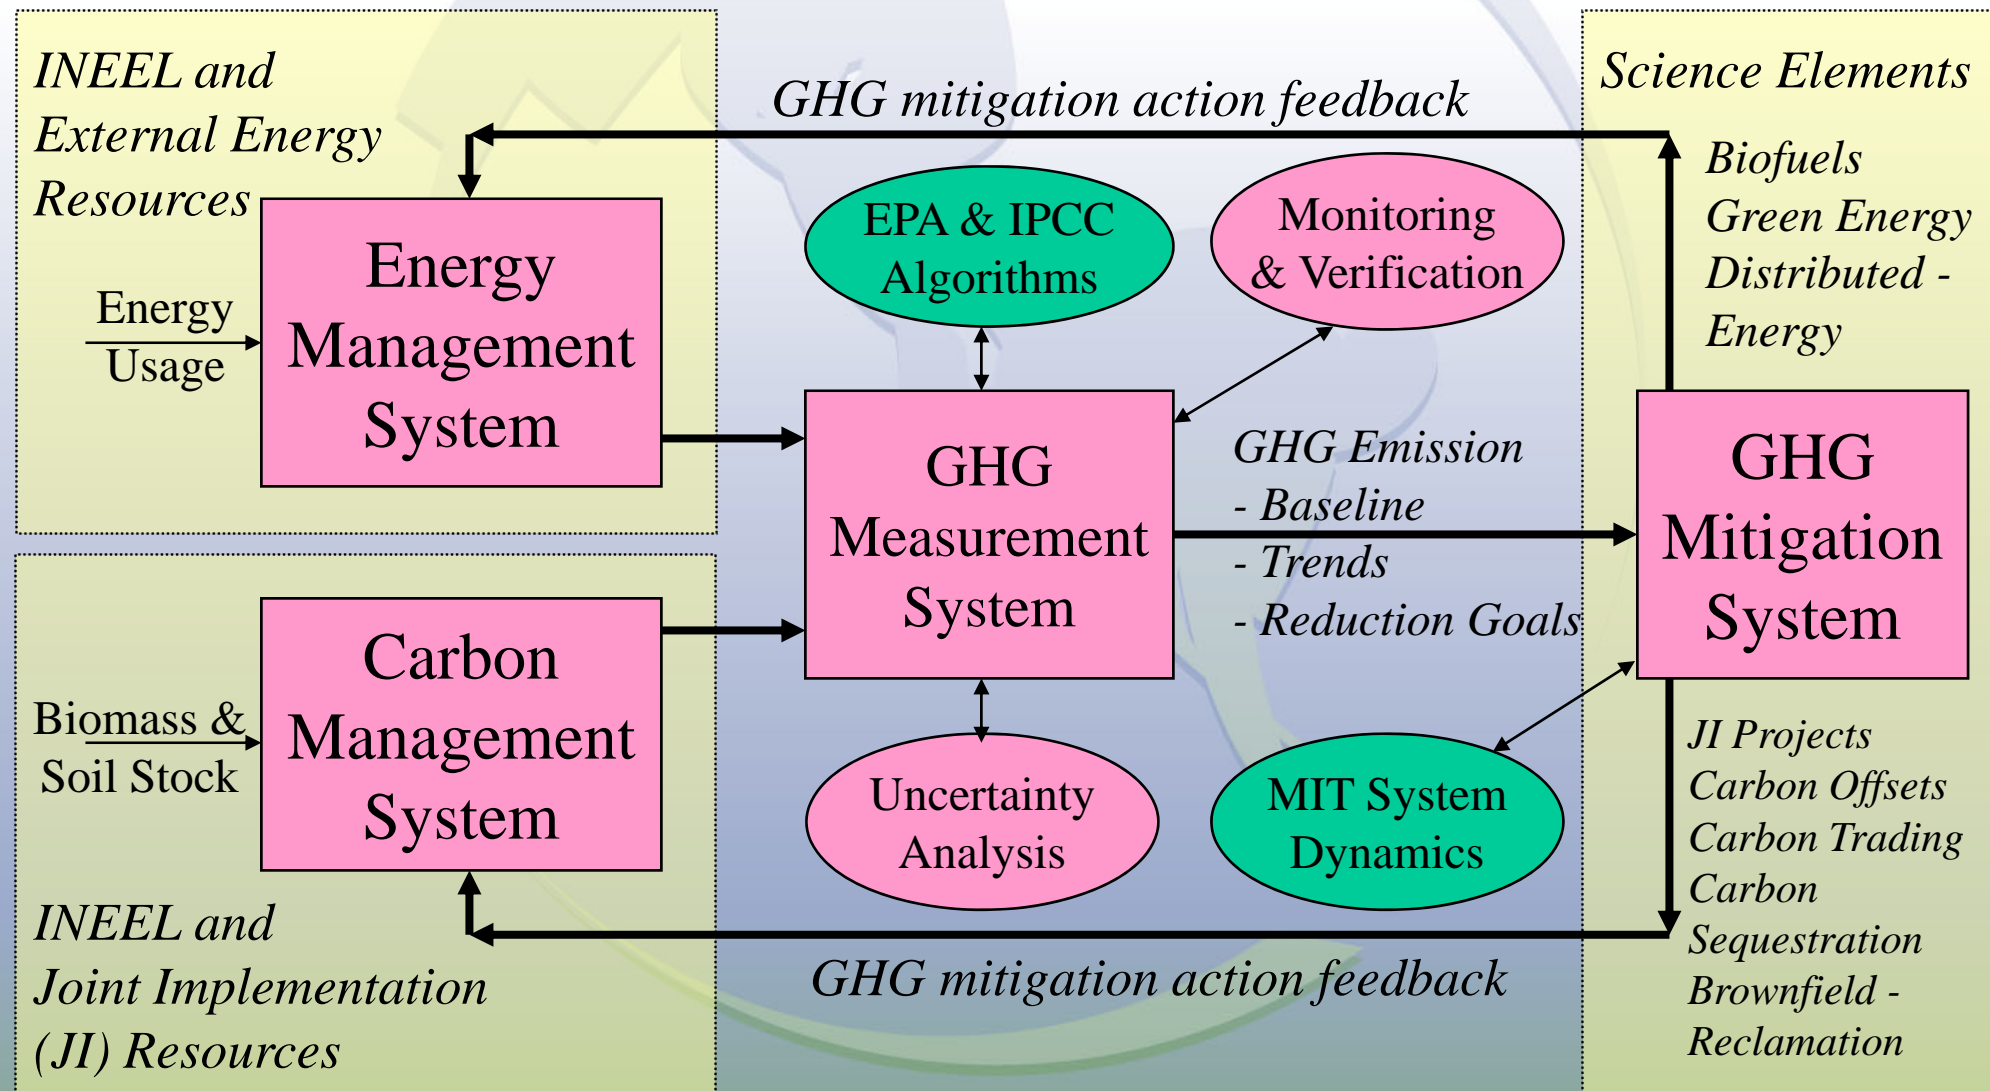 INEEL and
External Energy
Resources
Energy
Usage
Energy
Management
System
GHG mitigation action feedback
EPA & IPCC
Algorithms
Monitoring
& Verification
Science Elements
Biofuels
Green Energy
Distributed -
Energy
GHG
Measurement
System
GHG Emission
- Baseline
- Trends
- Reduction Goals
GHG
Mitigation
System
Biomass &
Soil Stock
Carbon
Management
System
Uncertainty
Analysis
MIT System
Dynamics
JI Projects
Carbon Offsets
Carbon Trading
Carbon
Sequestration
Brownfield -
Reclamation
INEEL and
Joint Implementation
(JI) Resources
GHG mitigation action feedback